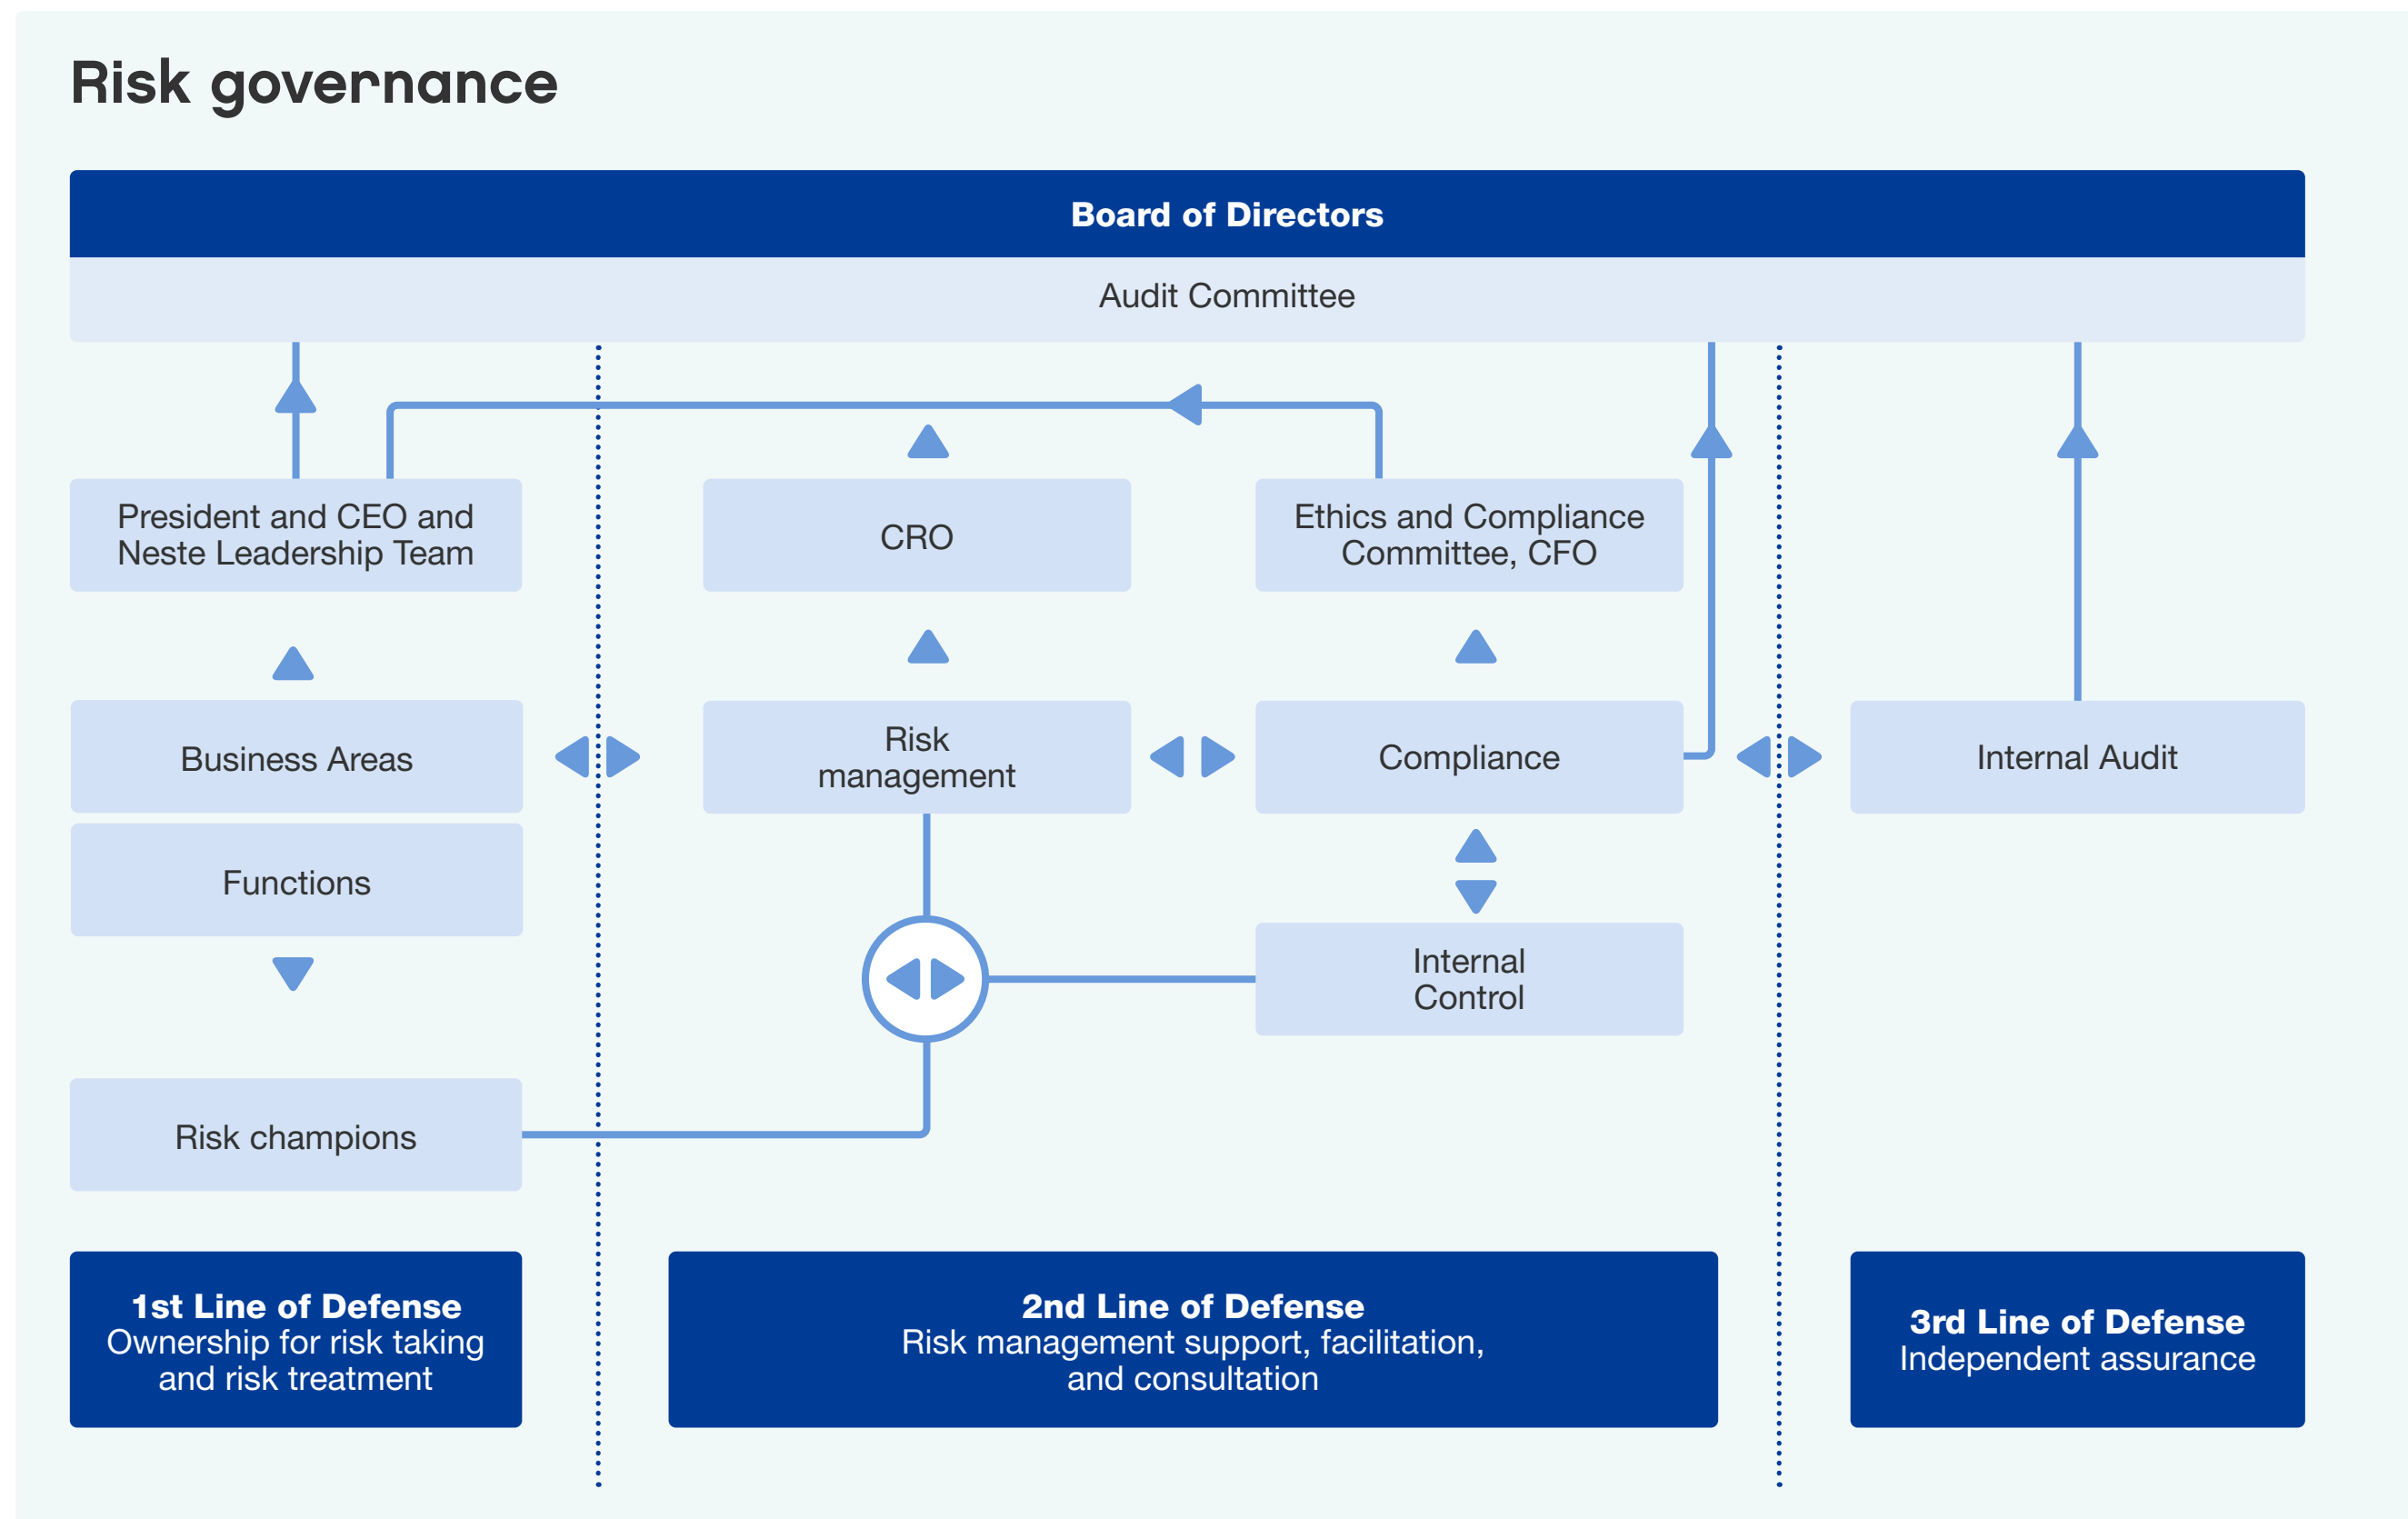 Risk governance
Board of Directors
Audit Committee
President and CEO and
Neste Leadership Team
CRO
Ethics and Compliance
Committee, CFO
Business Areas
Risk
management
Compliance
Internal Audit
Functions
Internal
Control
Risk champions
1st Line of Defense
Ownership for risk taking
and risk treatment
2nd Line of Defense
Risk management support, facilitation,
and consultation
3rd Line of Defense
Independent assurance